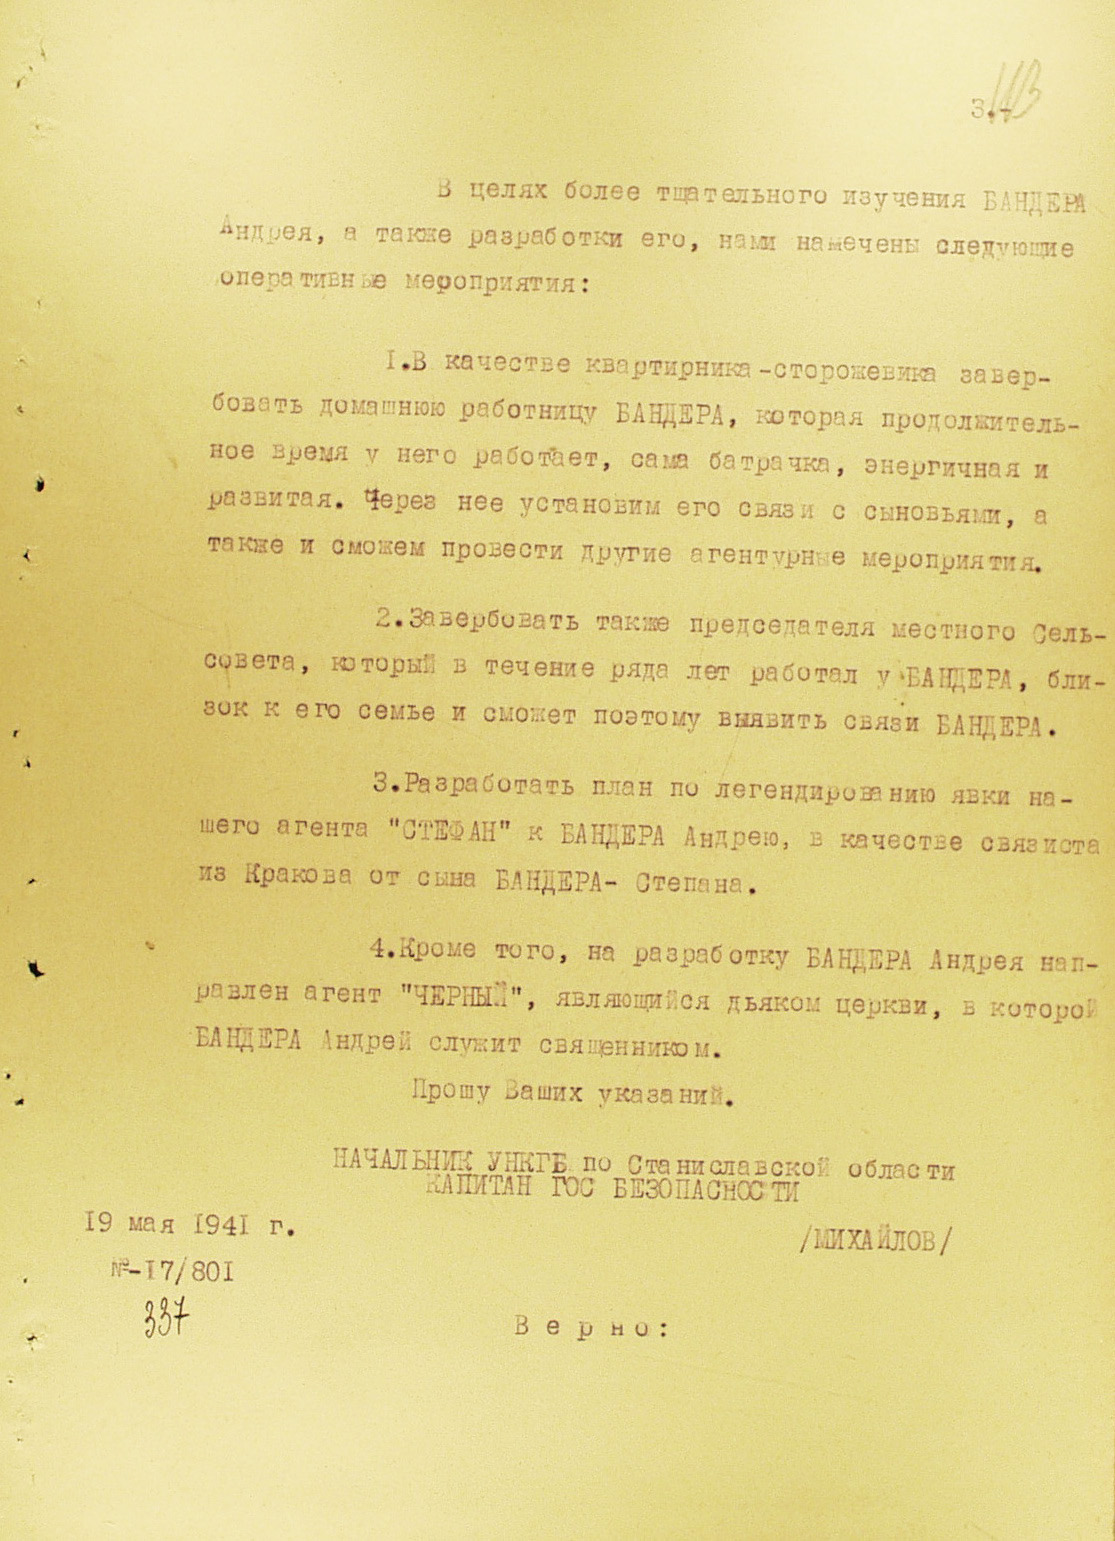 3.-
113
В целях более тщательного изучения БАНДЕРА
Андрея, а также разработки его, нами намечены следующие
оперативные мероприятия:
1.В качестве квартирника-сторожевика завер-
бовать домашнюю работницу БАНДЕРА, которая продолжитель-
ное время у него работает, сама батрачка, энергичная и
развитая. Через нее установим его связи с сыновьями, а
также и сможем провести другие агентурные мероприятия.
2.Завербовать также председателя местного Сель-
совета, который в течение ряда лет работал у БАНДЕРА, бли-
зок к его семье и сможет поэтому выявить связи БАНДЕРА.
3.Разработать план по легендированию явки на-
шего агента "СТЕФАН" к БАНДЕРА Андрею, в качестве связиста
из Кракова от сына БАНДЕРА- Степана.
4.Кроме того, на разработку БАНДЕРА Андрея нап-
равлен агент "ЧЕРНЫЙ", являющийся дьяком церкви, в которой
БАНДЕРА Андрей служит священником.
Прошу Ваших указаний.
НАЧАЛЬНИК УНКГБ по Станиславской области
КАПИТАН ГОС БЕЗОПАСНОСТИ
/МИХАЙЛОВ/
19 мая 1941 г.
№-17/801
337
В е р н о :